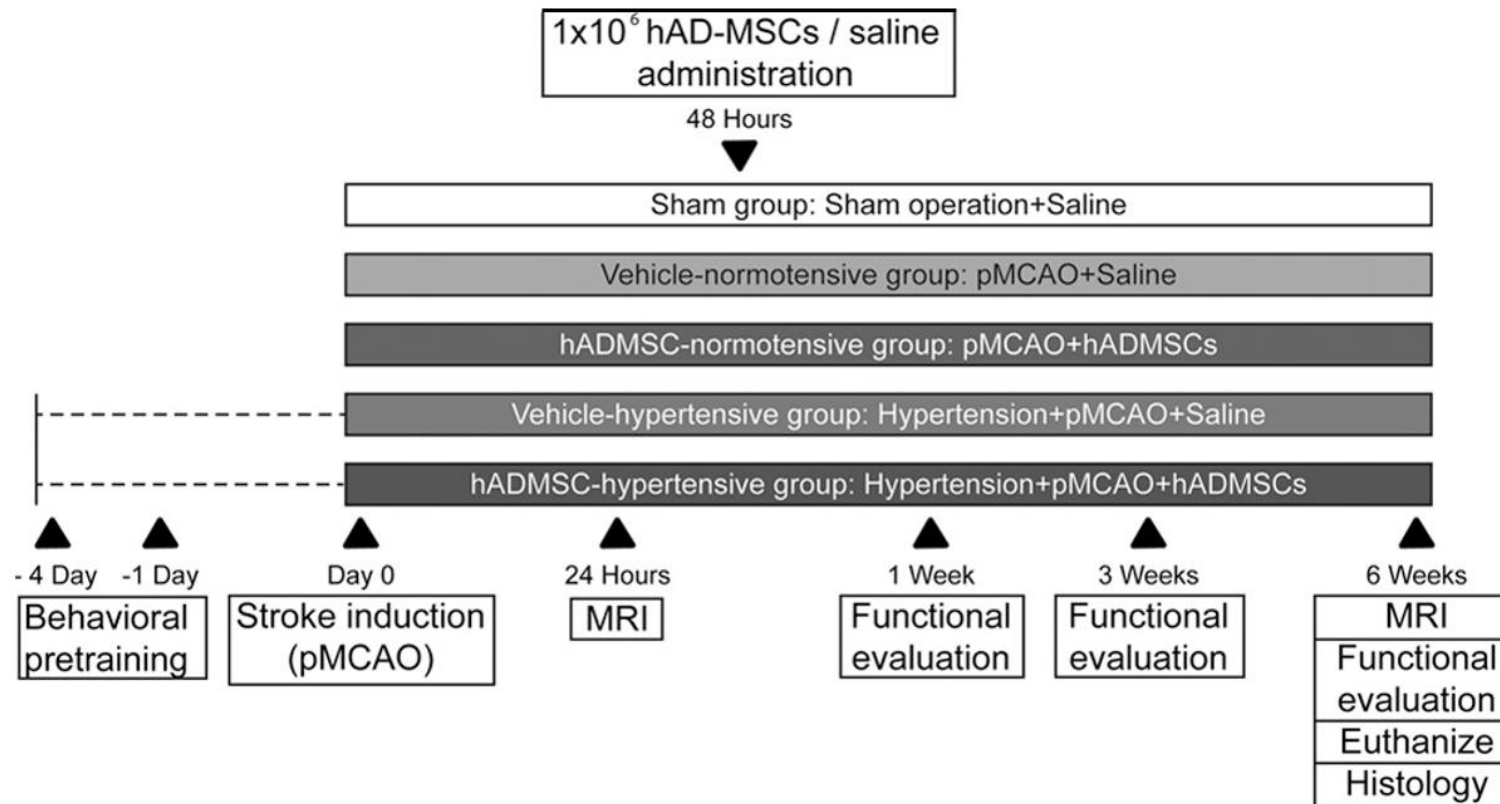 1x10⁶ hAD-MSCs / saline
administration
48 Hours
Sham group: Sham operation+Saline
Vehicle-normotensive group: pMCAO+Saline
hADMSC-normotensive group: pMCAO+hADMSCs
Vehicle-hypertensive group: Hypertension+pMCAO+Saline
hADMSC-hypertensive group: Hypertension+pMCAO+hADMSCs
- 4 Day
-1 Day
Behavioral
pretraining
Day 0
Stroke induction
(pMCAO)
24 Hours
MRI
1 Week
Functional
evaluation
3 Weeks
Functional
evaluation
6 Weeks
MRI
Functional
evaluation
Euthanize
Histology